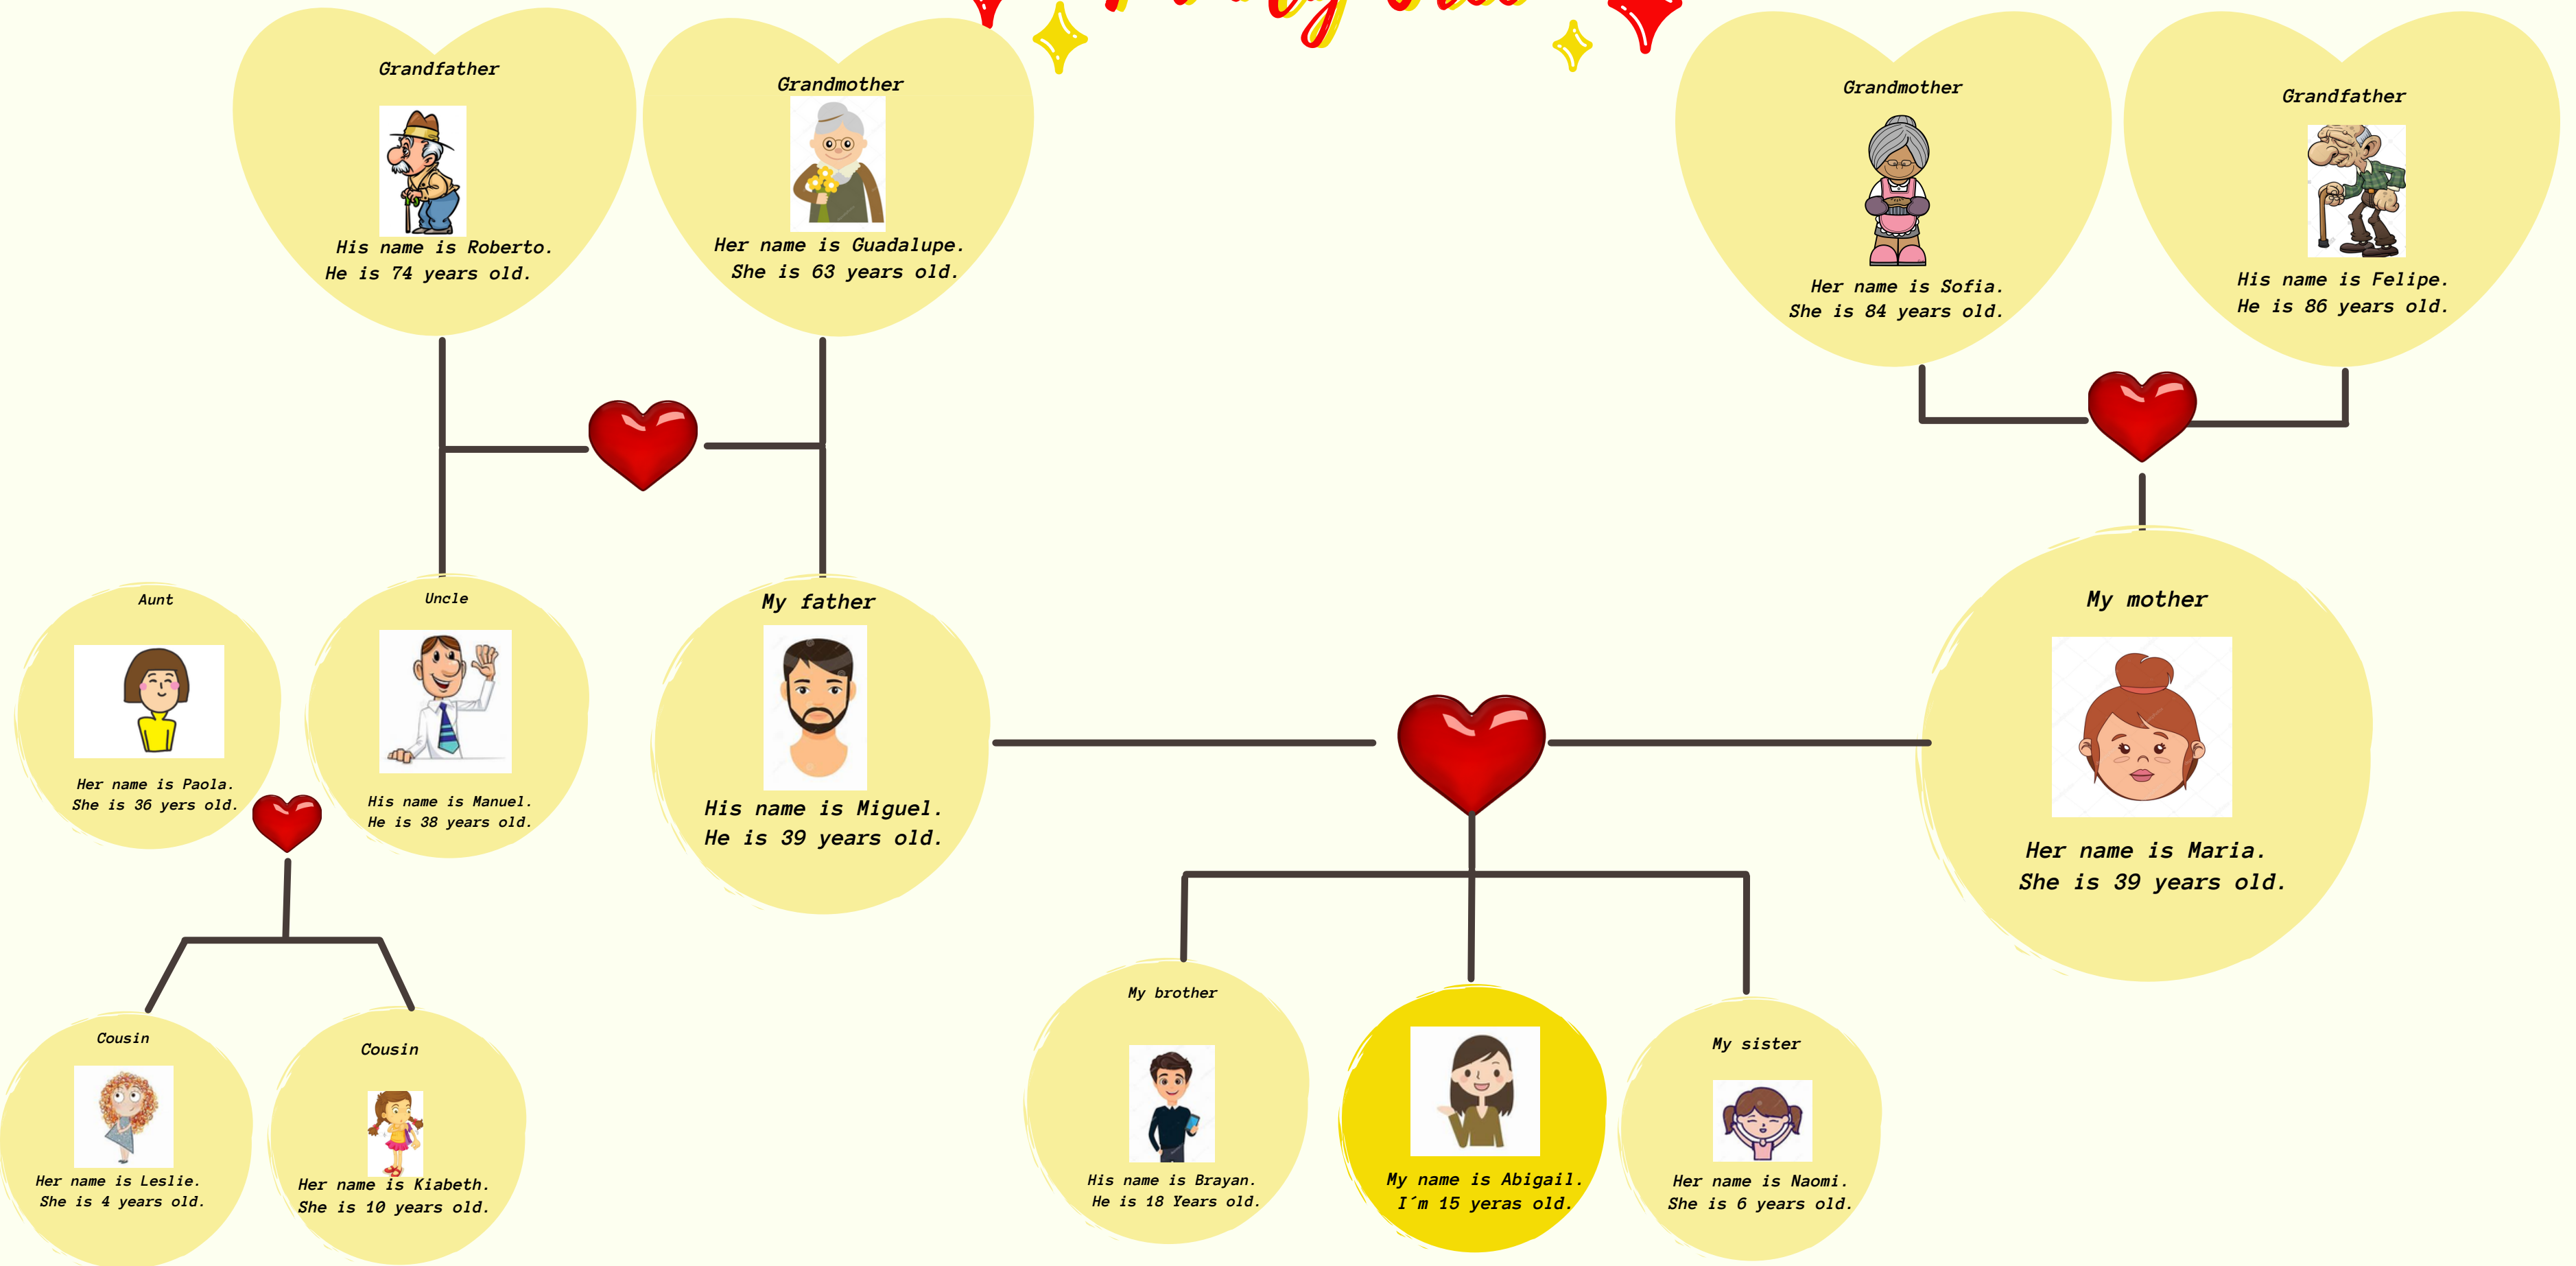 Grandfather
His name is Roberto.
He is 74 years old.
Grandmother
Her name is Guadalupe.
She is 63 years old.
Grandmother
Her name is Sofia.
She is 84 years old.
Grandfather
His name is Felipe.
He is 86 years old.
Aunt
Her name is Paola.
She is 36 yers old.
Uncle
His name is Manuel.
He is 38 years old.
My father
His name is Miguel.
He is 39 years old.
My mother
Her name is Maria.
She is 39 years old.
Cousin
Her name is Leslie.
She is 4 years old.
Cousin
Her name is Kiabeth.
She is 10 years old.
My brother
His name is Brayan.
He is 18 Years old.
My name is Abigail.
I´m 15 yeras old.
My sister
Her name is Naomi.
She is 6 years old.